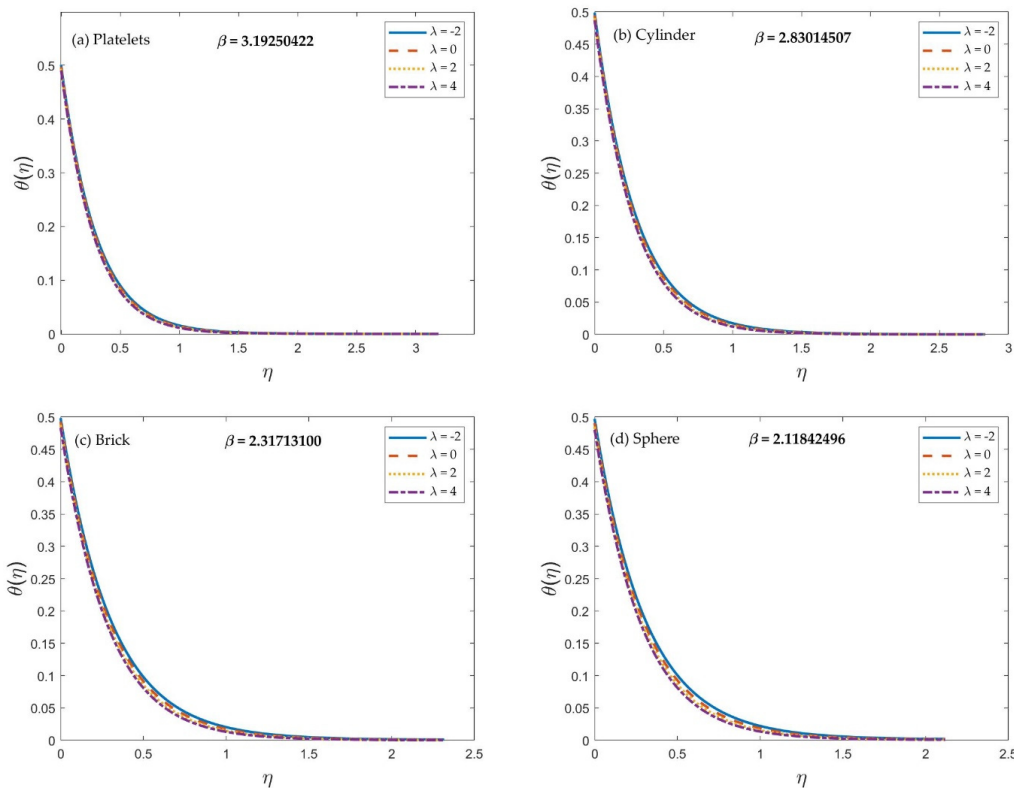 (a) Platelets
β = 3.19250422
λ = -2
λ = 0
λ = 2
λ = 4
0.5
0.4
0.3
0.2
0.1
0
θ(η)
0 0.5 1 1.5 2 2.5 3
η
(b) Cylinder
β = 2.83014507
λ = -2
λ = 0
λ = 2
λ = 4
0.5
0.45
0.4
0.35
0.3
0.25
0.2
0.15
0.1
0.05
0
θ(η)
0 0.5 1 1.5 2 2.5 3
η
(c) Brick
β = 2.31713100
λ = -2
λ = 0
λ = 2
λ = 4
0.5
0.45
0.4
0.35
0.3
0.25
0.2
0.15
0.1
0.05
0
θ(η)
0 0.5 1 1.5 2 2.5
η
(d) Sphere
β = 2.11842496
λ = -2
λ = 0
λ = 2
λ = 4
0.5
0.45
0.4
0.35
0.3
0.25
0.2
0.15
0.1
0.05
0
θ(η)
0 0.5 1 1.5 2 2.5
η